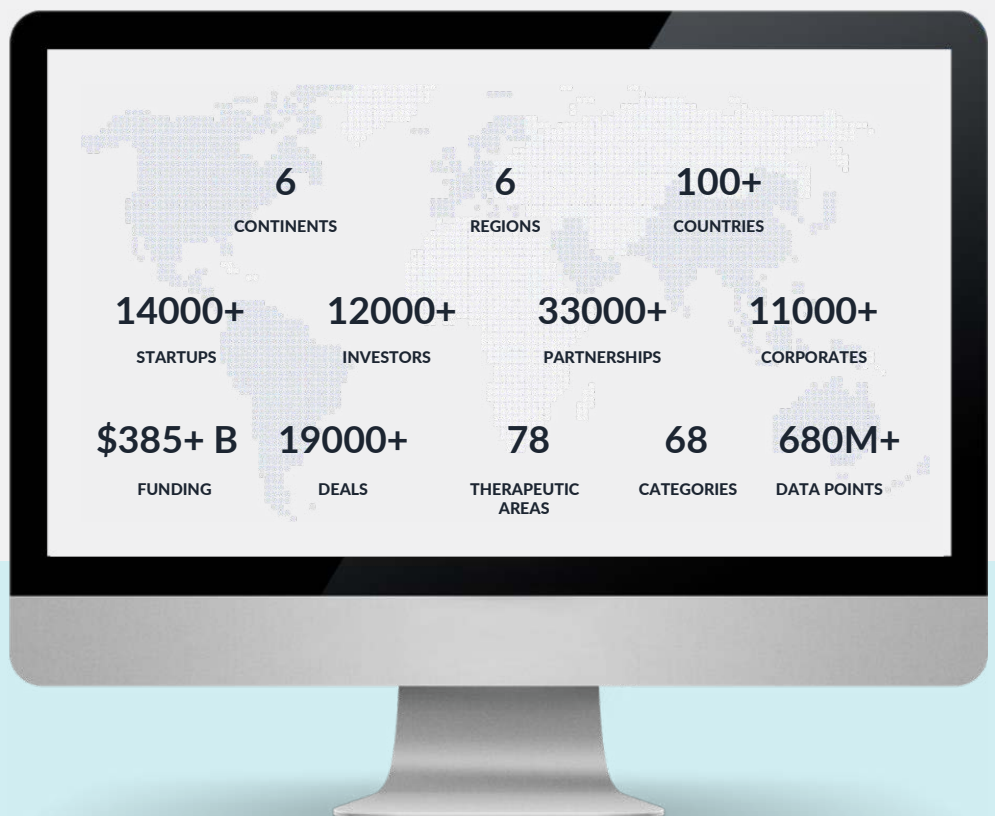 6 6 100+
CONTINENTS REGIONS COUNTRIES
14000+ 12000+ 33000+ 11000+
STARTUPS INVESTORS PARTNERSHIPS CORPORATES
$385+ B 19000+ 78 68 680M+
FUNDING DEALS THERAPEUTIC CATEGORIES DATA POINTS
AREAS